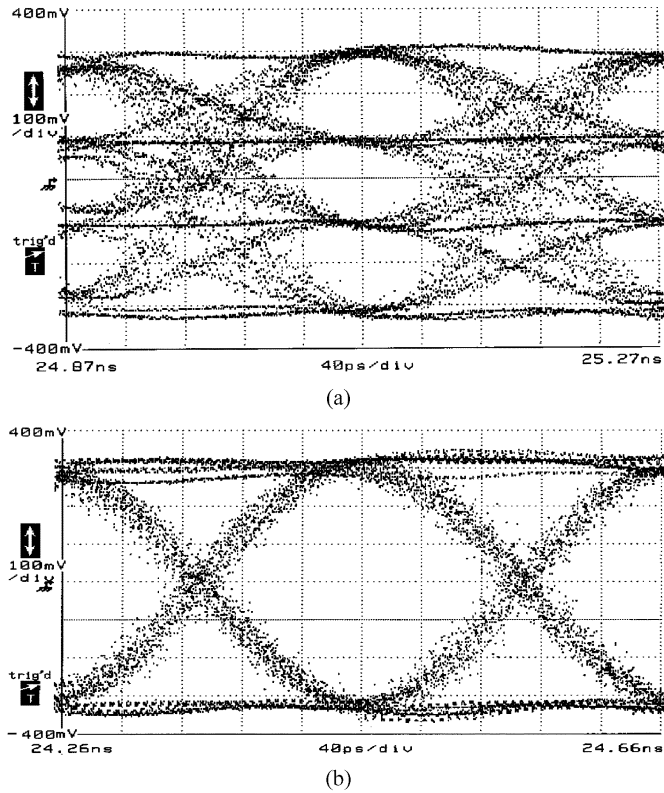 400mV
100mV
/div
trig'd
T
-400mV
24.87ns 40ps/div 25.27ns
(a)
400mV
100mV
/div
trig'd
T
-400mV
24.26ns 40ps/div 24.66ns
(b)